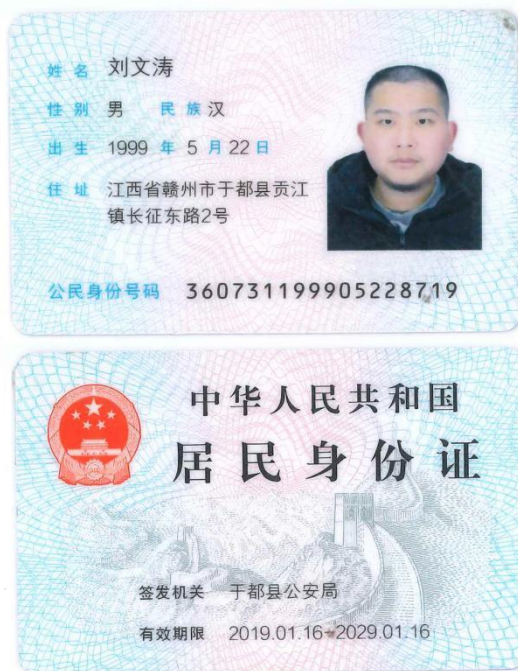 姓名 刘文涛
性别 男 民族 汉
出生 1999 年 5 月 22 日
住址 江西省赣州市于都县贡江
镇长征东路2号
公民身份号码 360731199905228719
中华人民共和国
居民身份证
签发机关 于都县公安局
有效期限 2019.01.16-2029.01.16